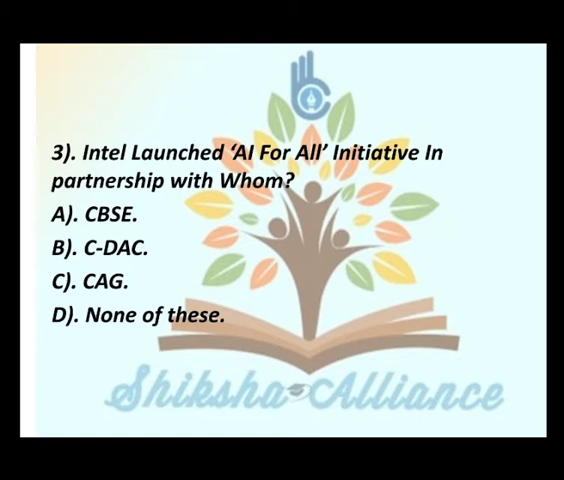 3). Intel Launched ‘AI For All’ Initiative In
partnership with Whom?
A). CBSE.
B). C-DAC.
C). CAG.
D). None of these.
Shiksha Alliance